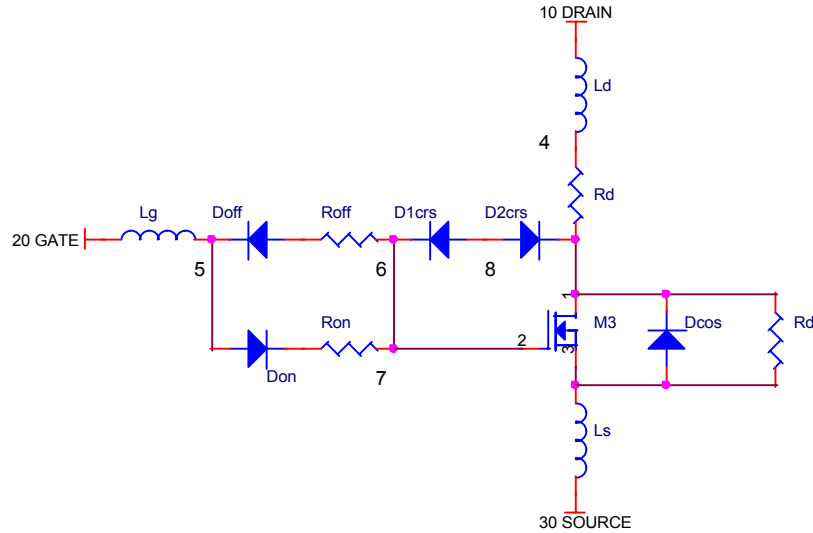 10 DRAIN
Ld
4
Rd
Lg
Doff
Roff
D1crs
D2crs
20 GATE
5
6
8
1
2
M3
3
Dcos
Rd
Ron
Don
7
Ls
30 SOURCE